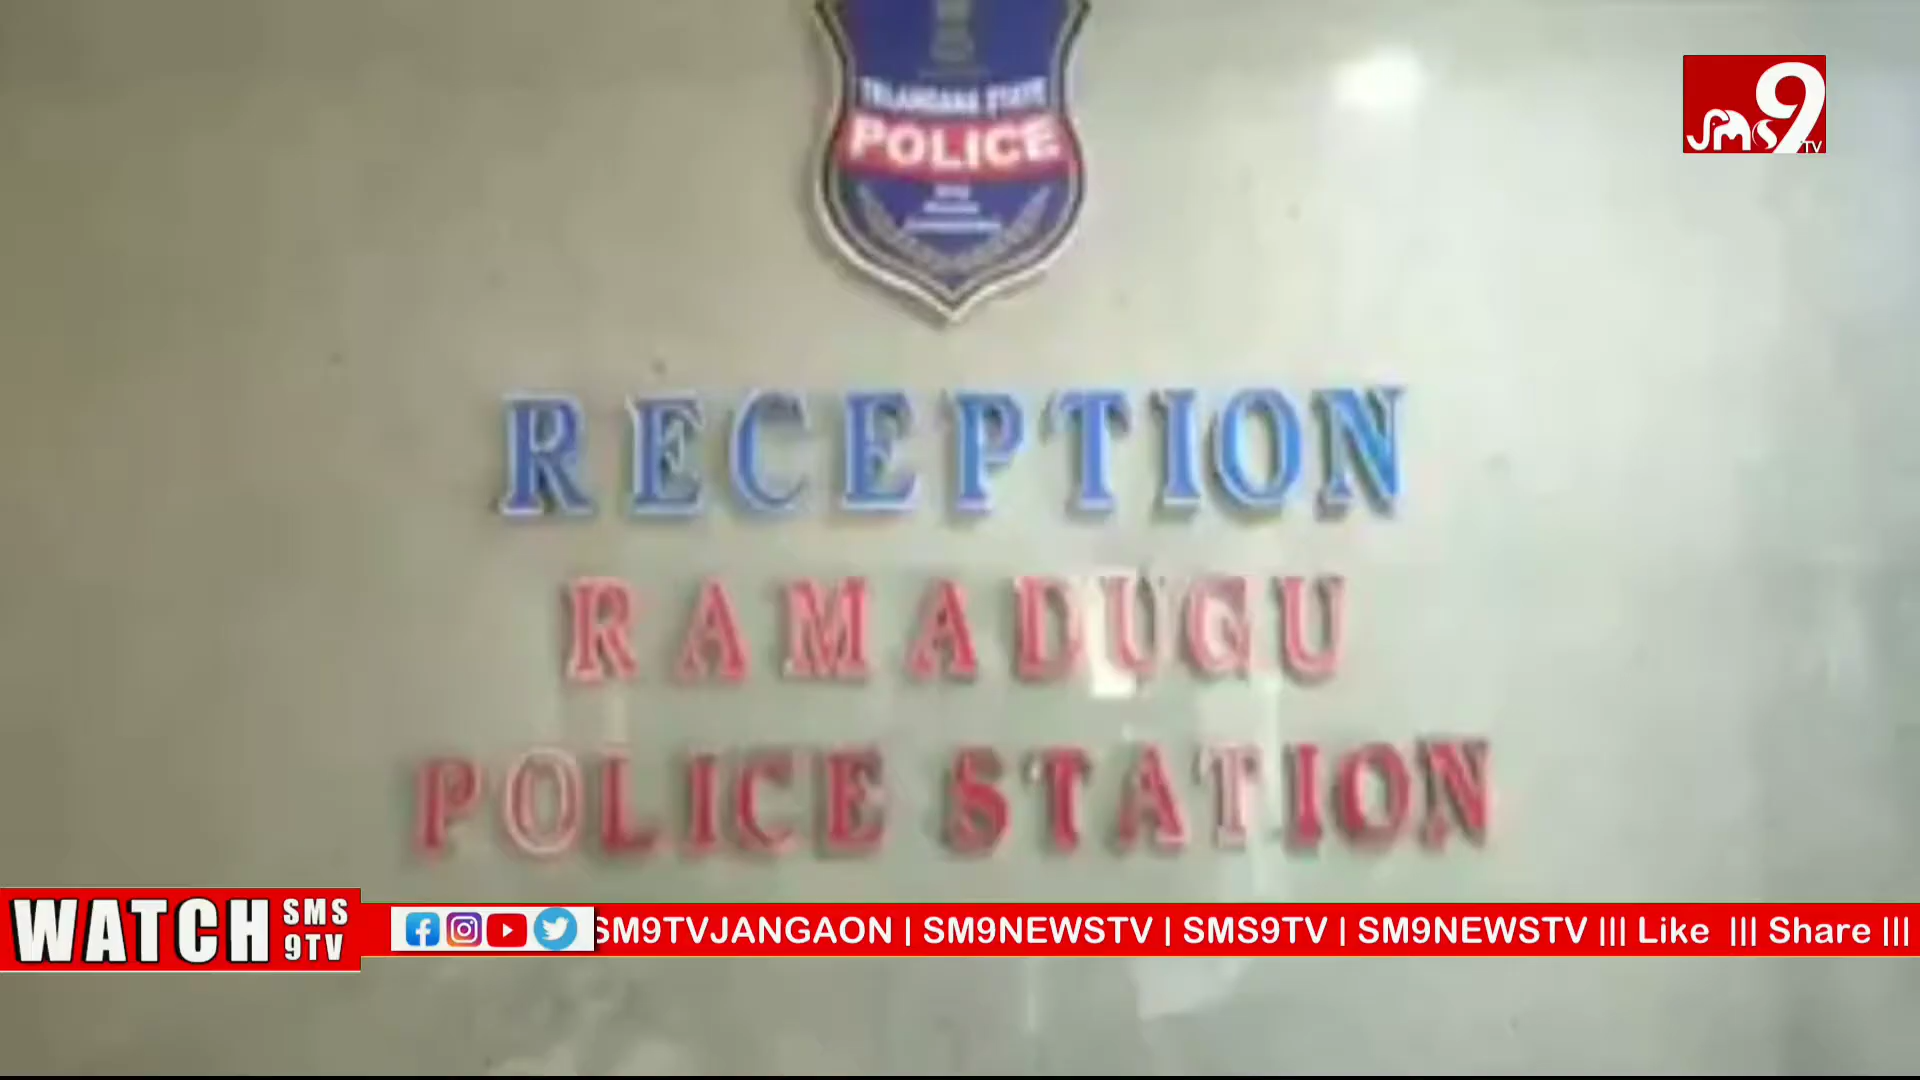 TELANGANA STATE
POLICE
SMS9
TV
RECEPTION
RAMADUGU
POLICE STATION
WATCH SMS 9TV
SM9TVJANGAON | SM9NEWSTV | SMS9TV | SM9NEWSTV ||| Like ||| Share |||